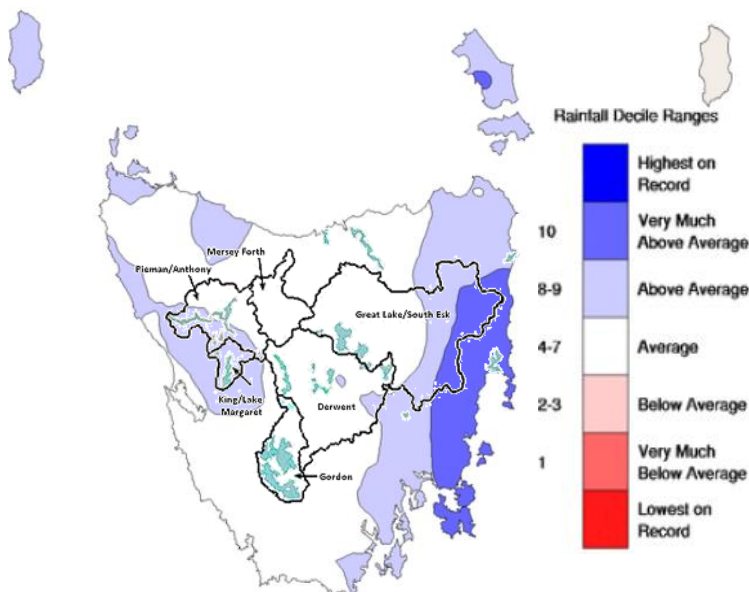 Rainfall Decile Ranges
Highest on
Record
10
Very Much
Above Average
8-9
Above Average
4-7
Average
2-3
Below Average
1
Very Much
Below Average
Lowest on
Record
Mersey Forth
Pieman/Anthony
Great Lake/South Esk
King/Lake
Margaret
Derwent
Gordon